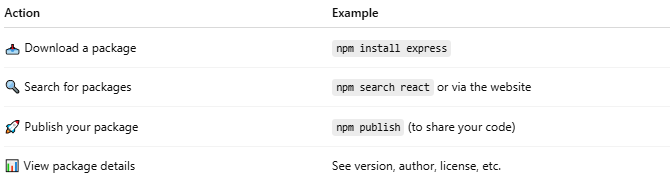 Action Example
📥 Download a package npm install express
🔍 Search for packages npm search react or via the website
🚀 Publish your package npm publish (to share your code)
📊 View package details See version, author, license, etc.